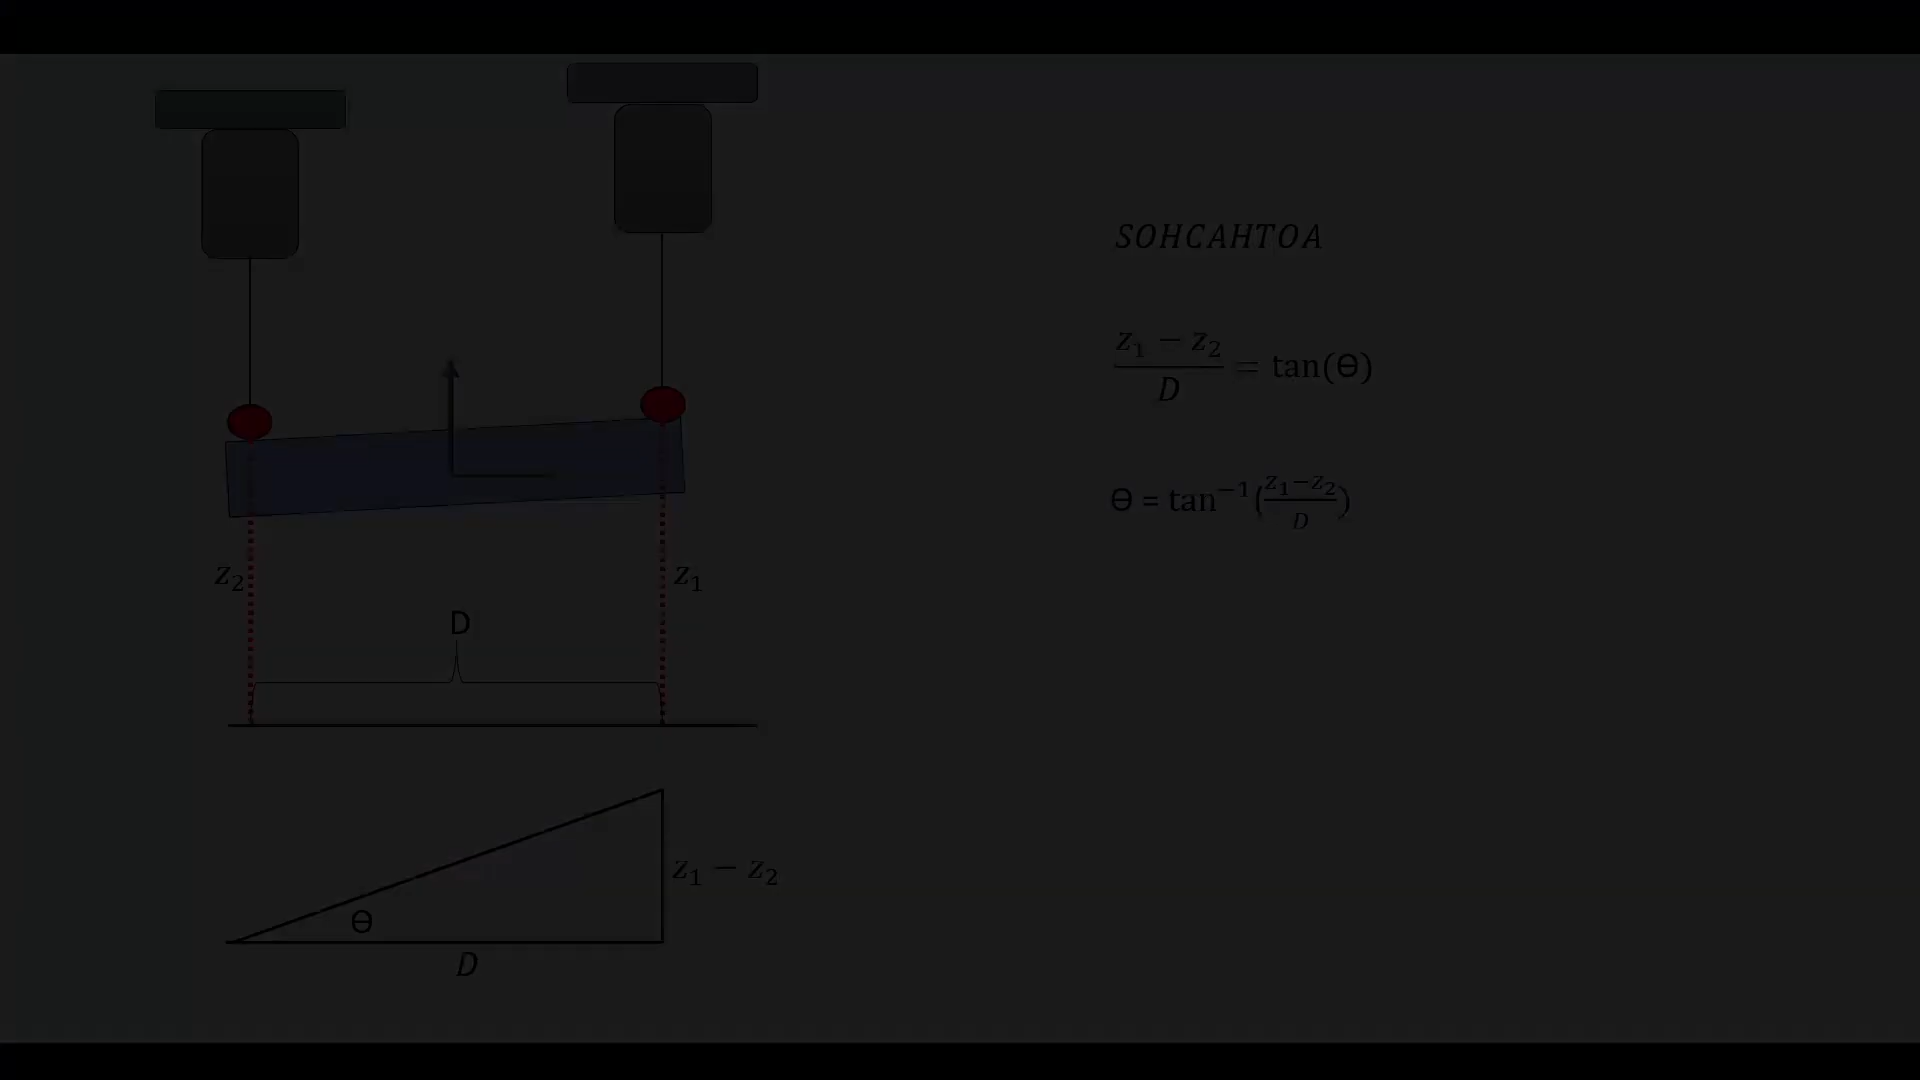 SOHCAHTOA
z₁ − z₂
―――― = tan(Ɵ)
D
Ɵ = tan⁻¹((z₁−z₂)/D)
z₂
z₁
D
z₁ − z₂
Ɵ
D